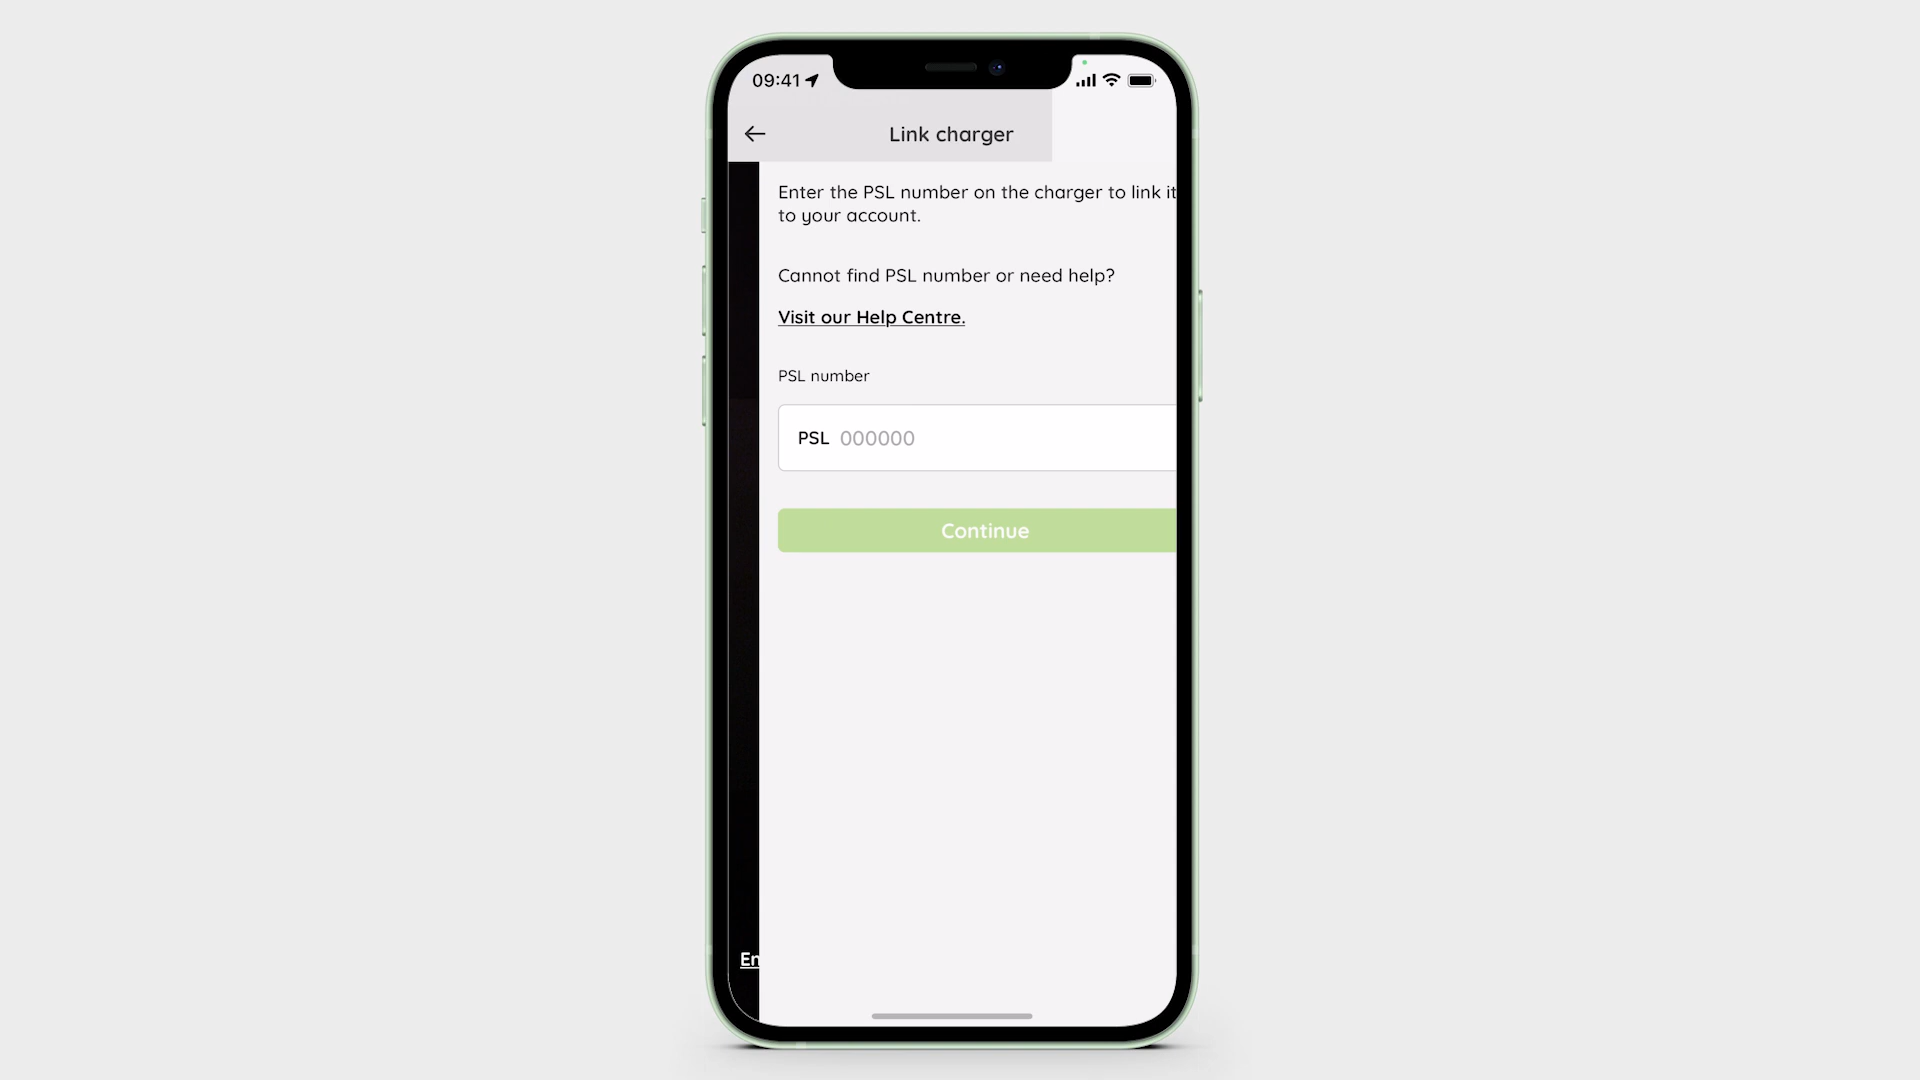 09:41
Link charger
Enter the PSL number on the charger to link it
to your account.
Cannot find PSL number or need help?
Visit our Help Centre.
PSL number
PSL 000000
Continue
En